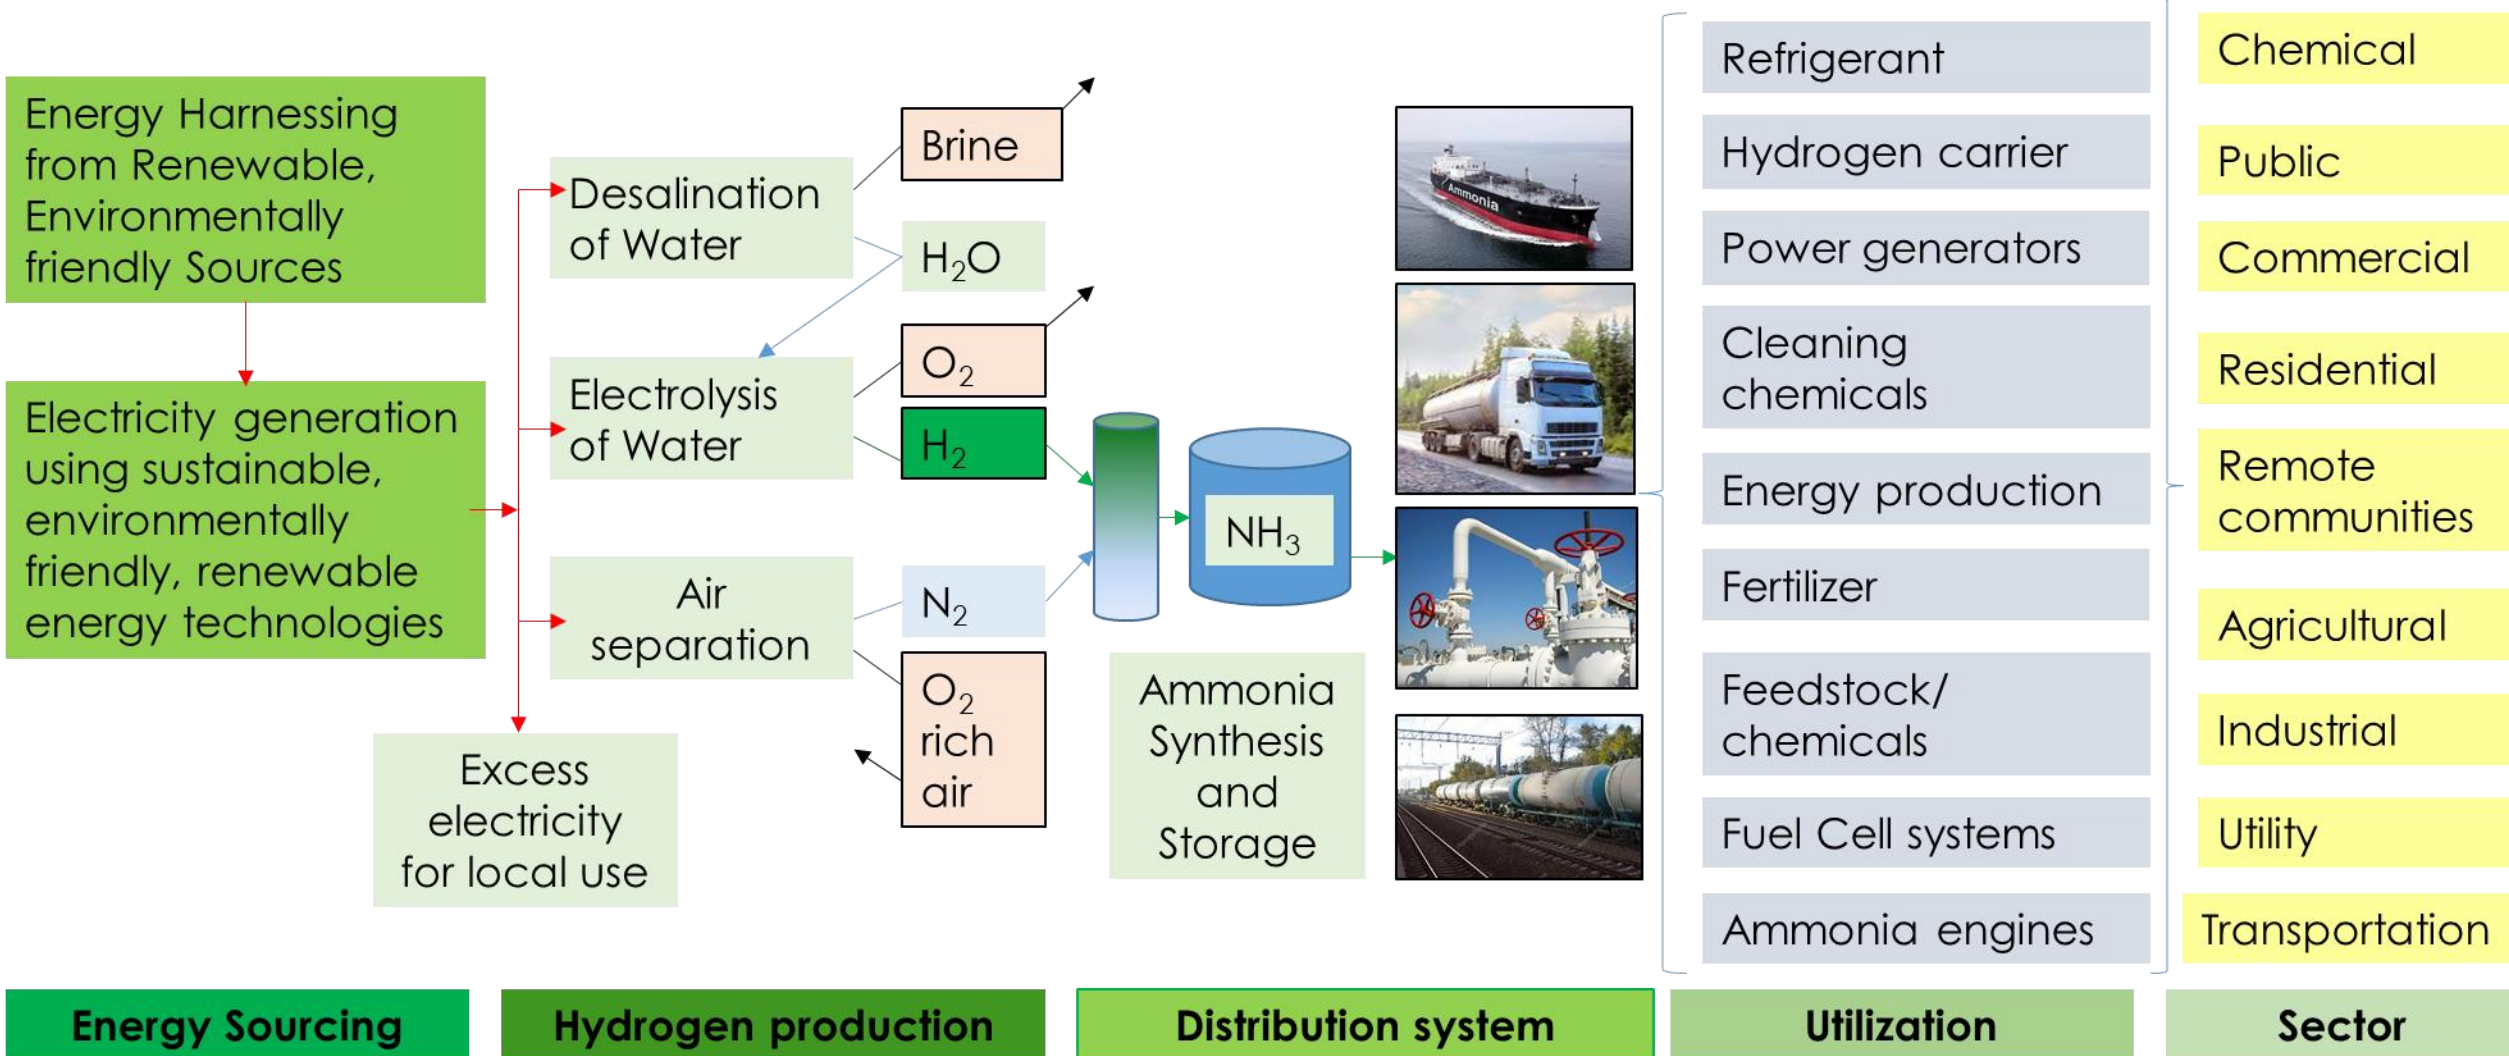 Energy Harnessing
from Renewable,
Environmentally
friendly Sources
Electricity generation
using sustainable,
environmentally
friendly, renewable
energy technologies
Excess
electricity
for local use
Desalination
of Water
Electrolysis
of Water
Air
separation
Brine
H₂O
O₂
H₂
N₂
O₂
rich
air
NH₃
Ammonia
Synthesis
and
Storage
Ammonia
Refrigerant
Hydrogen carrier
Power generators
Cleaning
chemicals
Energy production
Fertilizer
Feedstock/
chemicals
Fuel Cell systems
Ammonia engines
Chemical
Public
Commercial
Residential
Remote
communities
Agricultural
Industrial
Utility
Transportation
Energy Sourcing
Hydrogen production
Distribution system
Utilization
Sector